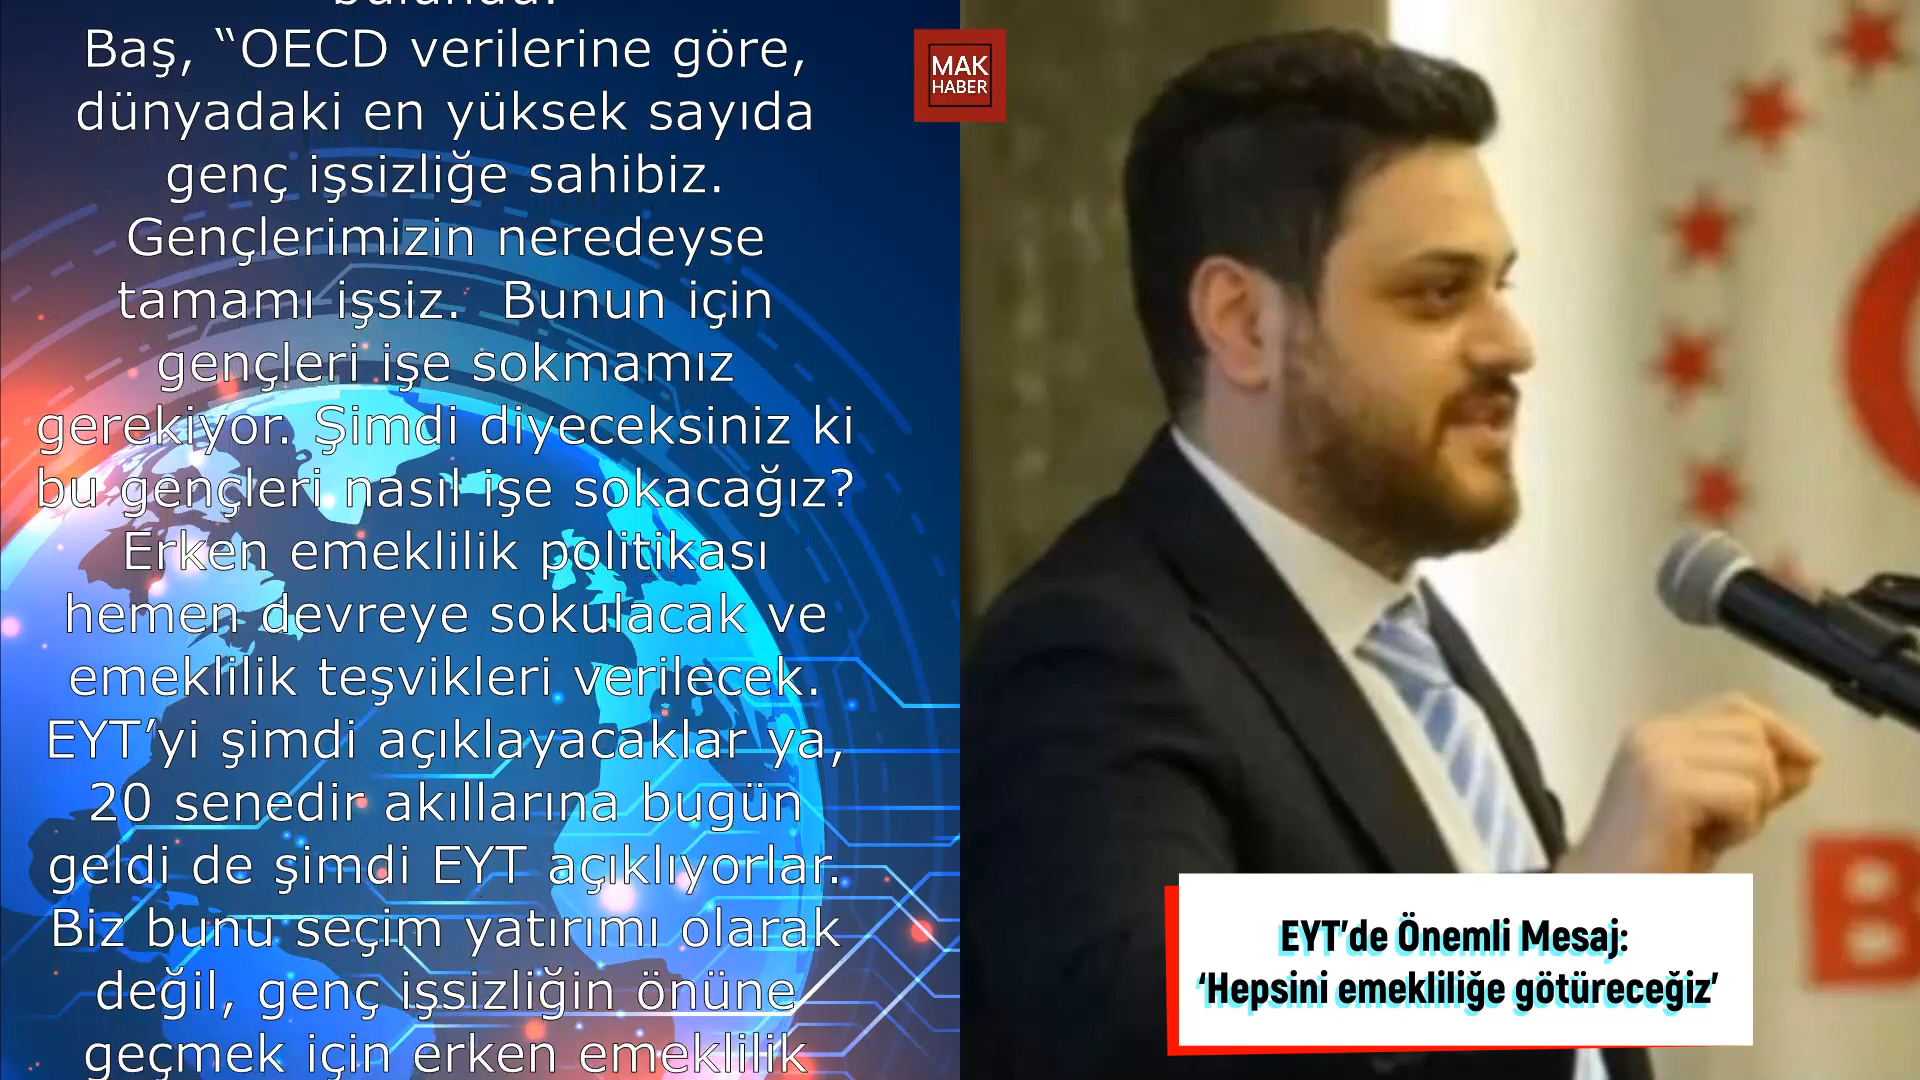 bulundu.
Baş, “OECD verilerine göre,
dünyadaki en yüksek sayıda
genç işsizliğe sahibiz.
Gençlerimizin neredeyse
tamamı işsiz.  Bunun için
gençleri işe sokmamız
gerekiyor. Şimdi diyeceksiniz ki
bu gençleri nasıl işe sokacağız?
Erken emeklilik politikası
hemen devreye sokulacak ve
emeklilik teşvikleri verilecek.
EYT’yi şimdi açıklayacaklar ya,
20 senedir akıllarına bugün
geldi de şimdi EYT açıklıyorlar.
Biz bunu seçim yatırımı olarak
değil, genç işsizliğin önüne
geçmek için erken emeklilik
MAK
HABER
B
EYT’de Önemli Mesaj:
‘Hepsini emekliliğe götüreceğiz’